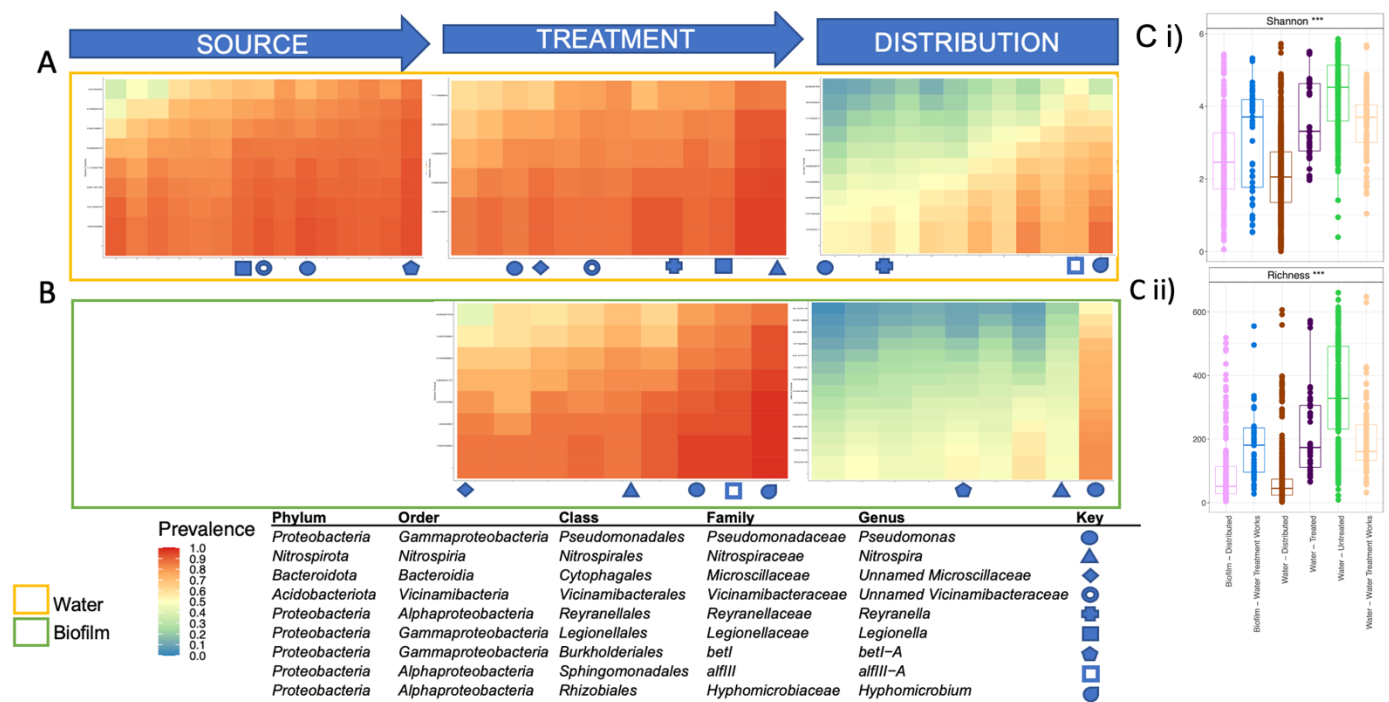 SOURCE TREATMENT DISTRIBUTION
A
B
C i)
Shannon ***
6
4
2
0
C ii)
Richness ***
600
400
200
0
Biofilm – Distributed
Biofilm – Water Treatment Works
Water – Distributed
Water – Treated
Water – Untreated
Water – Water Treatment Works
Prevalence
1.0
0.9
0.8
0.7
0.6
0.5
0.4
0.3
0.2
0.1
0.0
Water
Biofilm
Phylum Order Class Family Genus Key
Proteobacteria Gammaproteobacteria Pseudomonadales Pseudomonadaceae Pseudomonas
Nitrospirota Nitrospiria Nitrospirales Nitrospiraceae Nitrospira
Bacteroidota Bacteroidia Cytophagales Microscillaceae Unnamed Microscillaceae
Acidobacteriota Vicinamibacteria Vicinamibacterales Vicinamibacteraceae Unnamed Vicinamibacteraceae
Proteobacteria Alphaproteobacteria Reyranellales Reyranellaceae Reyranella
Proteobacteria Gammaproteobacteria Legionellales Legionellaceae Legionella
Proteobacteria Gammaproteobacteria Burkholderiales betI betI−A
Proteobacteria Alphaproteobacteria Sphingomonadales alfIII alfIII−A
Proteobacteria Alphaproteobacteria Rhizobiales Hyphomicrobiaceae Hyphomicrobium